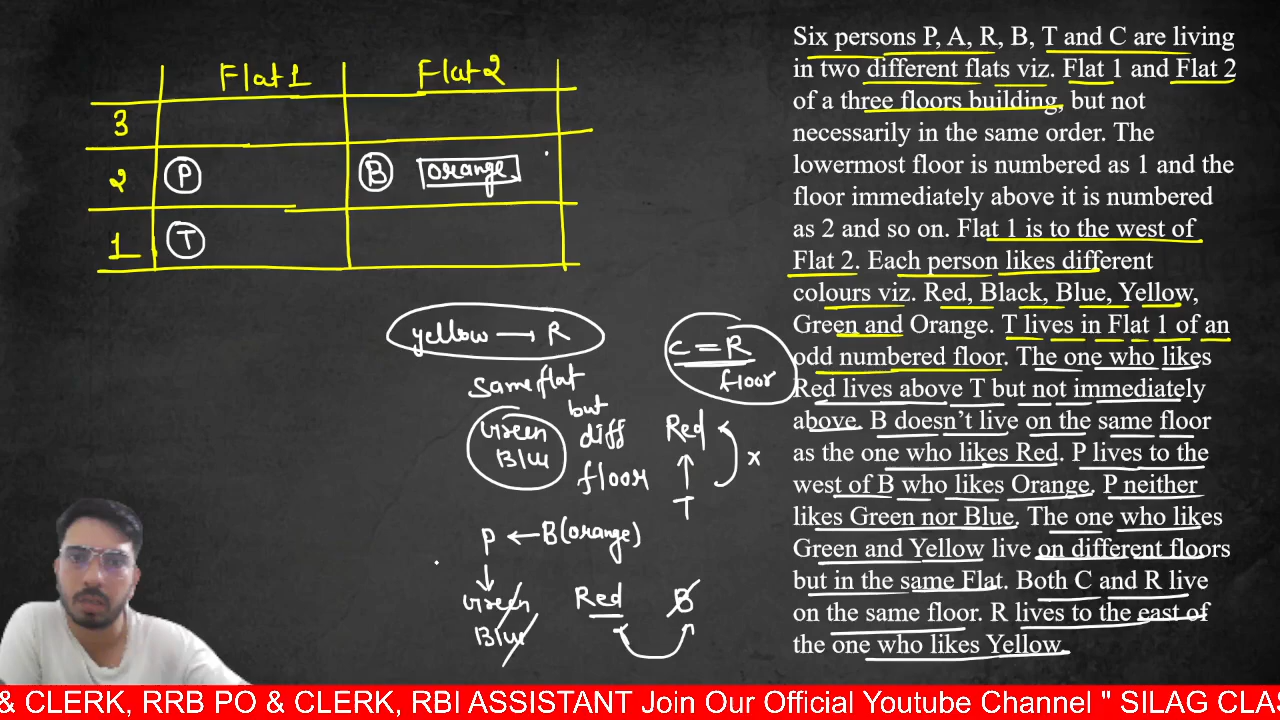 Flat 1 Flat 2
3
2 P B orange
1 T
yellow → R
same flat
but
diff
floor
Green
Blue
C = R
floor
Red
T
x
P ← B (orange)
Green
Blue
Red B
Six persons P, A, R, B, T and C are living
in two different flats viz. Flat 1 and Flat 2
of a three floors building, but not
necessarily in the same order. The
lowermost floor is numbered as 1 and the
floor immediately above it is numbered
as 2 and so on. Flat 1 is to the west of
Flat 2. Each person likes different
colours viz. Red, Black, Blue, Yellow,
Green and Orange. T lives in Flat 1 of an
odd numbered floor. The one who likes
Red lives above T but not immediately
above. B doesn't live on the same floor
as the one who likes Red. P lives to the
west of B who likes Orange. P neither
likes Green nor Blue. The one who likes
Green and Yellow live on different floors
but in the same Flat. Both C and R live
on the same floor. R lives to the east of
the one who likes Yellow.
& CLERK, RRB PO & CLERK, RBI ASSISTANT Join Our Official Youtube Channel " SILAG CLAS